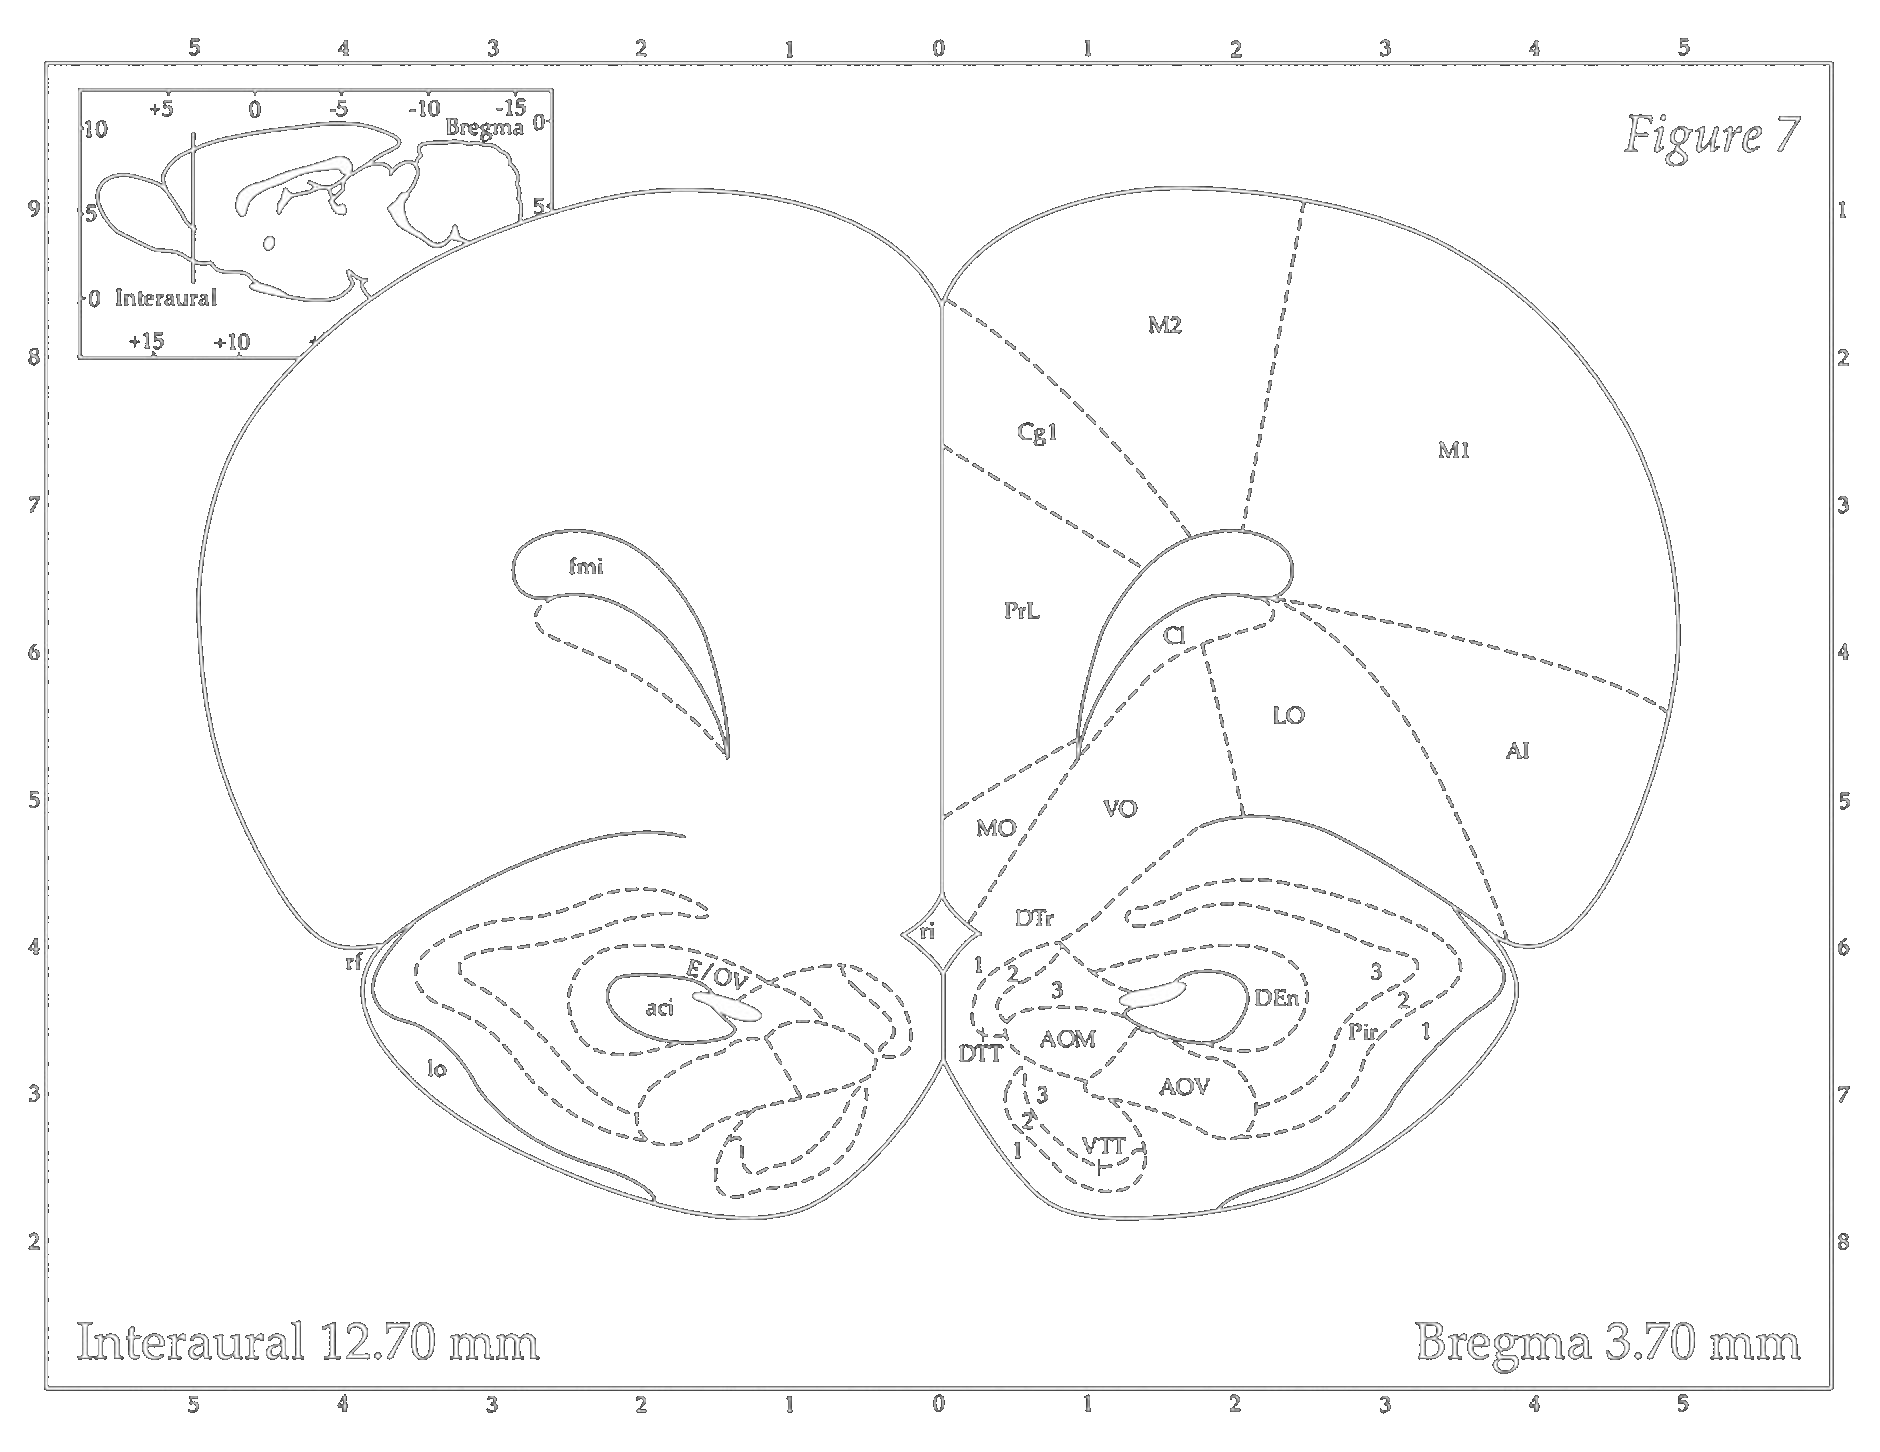 5 4 3 2 1 0 1 2 3 4 5
+5 0 -5 -10 -15
Bregma 0
10
Figure 7
5 5
9 1
0 Interaural
+15 +10
M2
8 2
Cg1
M1
7 3
fmi
PrL
Cl
6 4
LO
AI
5 5
MO VO
DTr
ri
4 6
rf
E/OV
1 2 3
3 2 1
aci
DEn
Pir
AOM
DTT
lo
AOV
3 7
3 2 1
VTT
2 8
Interaural 12.70 mm
Bregma 3.70 mm
5 4 3 2 1 0 1 2 3 4 5